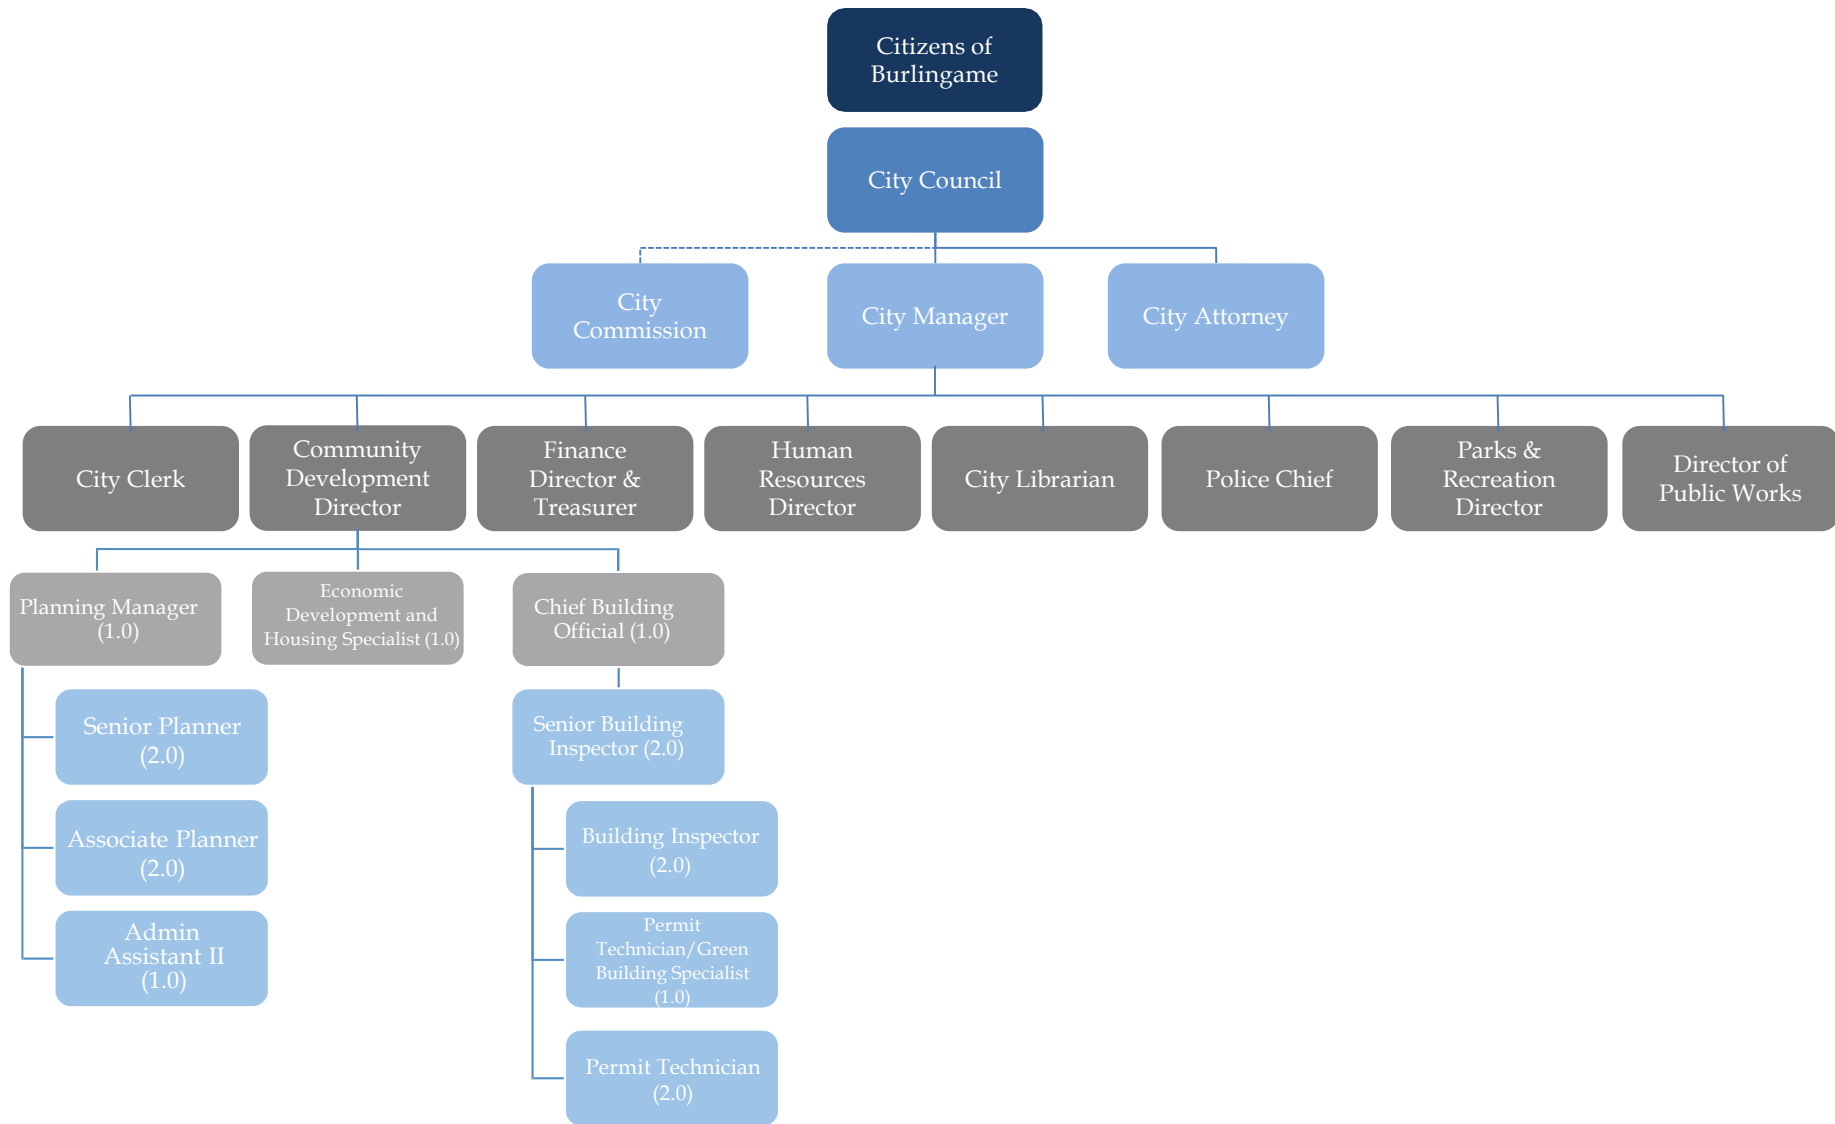 Citizens of
Burlingame
City Council
City
Commission
City Manager
City Attorney
City Clerk
Community
Development
Director
Finance
Director &
Treasurer
Human
Resources
Director
City Librarian
Police Chief
Parks &
Recreation
Director
Director of
Public Works
Planning Manager
(1.0)
Economic
Development and
Housing Specialist (1.0)
Chief Building
Official (1.0)
Senior Planner
(2.0)
Associate Planner
(2.0)
Admin
Assistant II
(1.0)
Senior Building
Inspector (2.0)
Building Inspector
(2.0)
Permit
Technician/Green
Building Specialist
(1.0)
Permit Technician
(2.0)